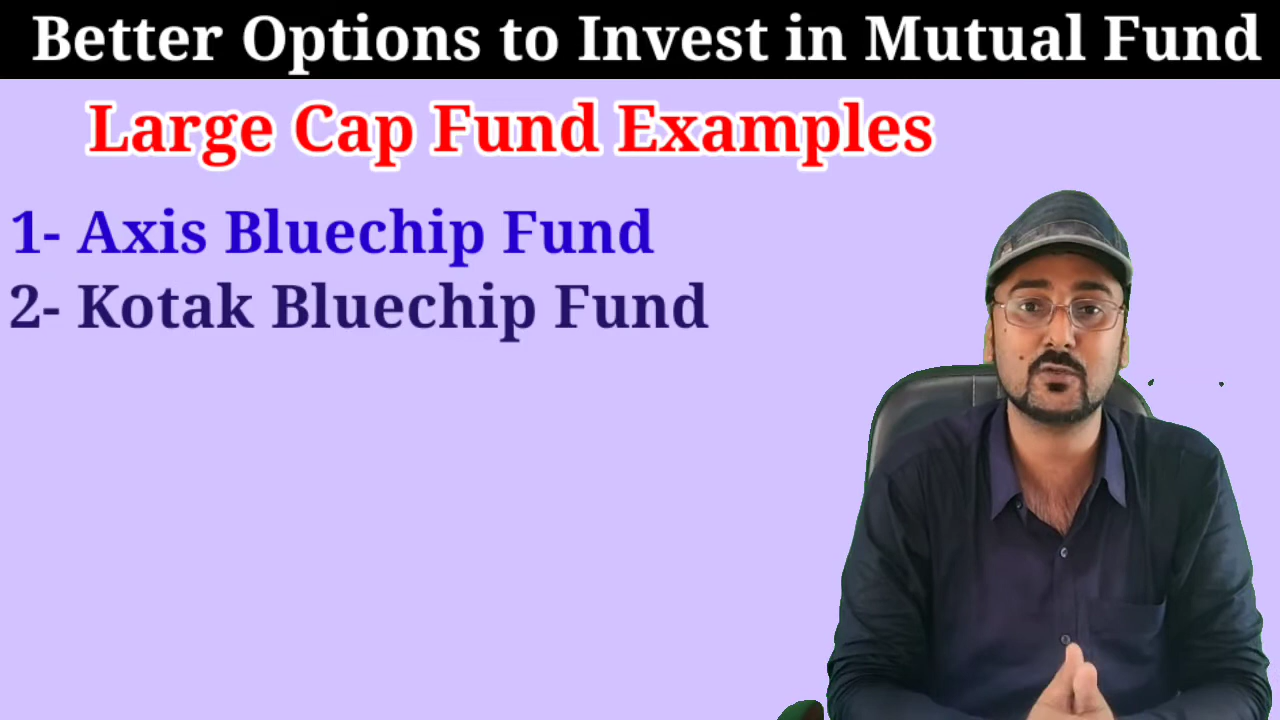 Better Options to Invest in Mutual Fund
Large Cap Fund Examples
1- Axis Bluechip Fund
2- Kotak Bluechip Fund